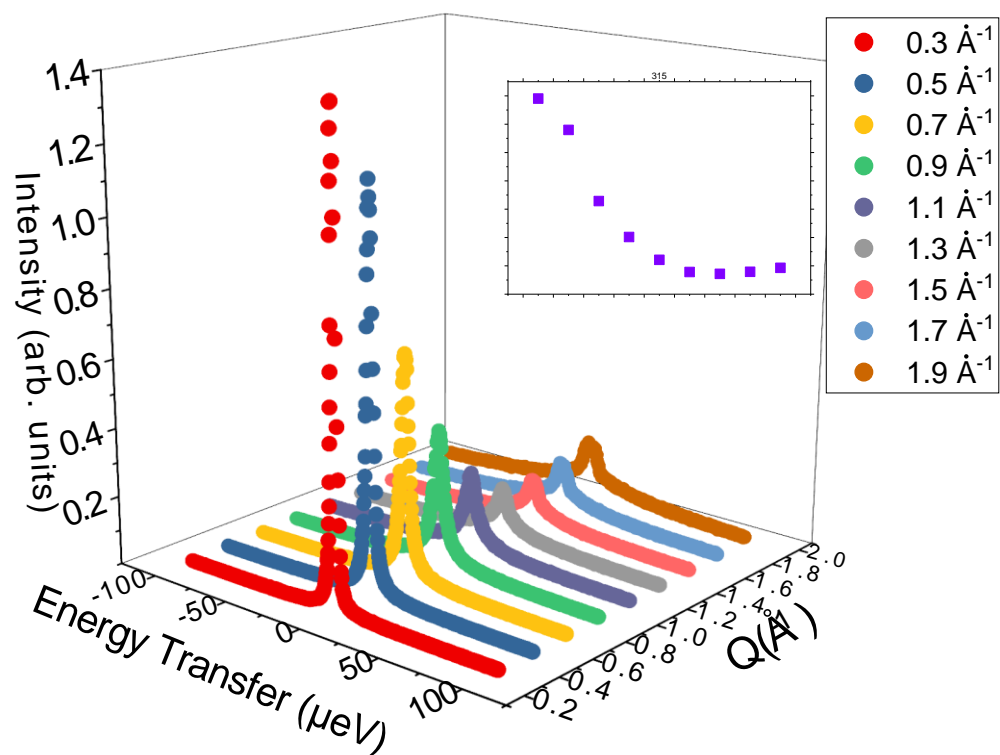 1.4
1.2
1.0
0.8
0.6
0.4
0.2
Intensity (arb. units)
-100
-50
0
50
100
Energy Transfer (μeV)
0.2
0.4
0.6
0.8
1.0
1.2
1.4
1.6
1.8
2.0
315
0.3 Å-1
0.5 Å-1
0.7 Å-1
0.9 Å-1
1.1 Å-1
1.3 Å-1
1.5 Å-1
1.7 Å-1
1.9 Å-1